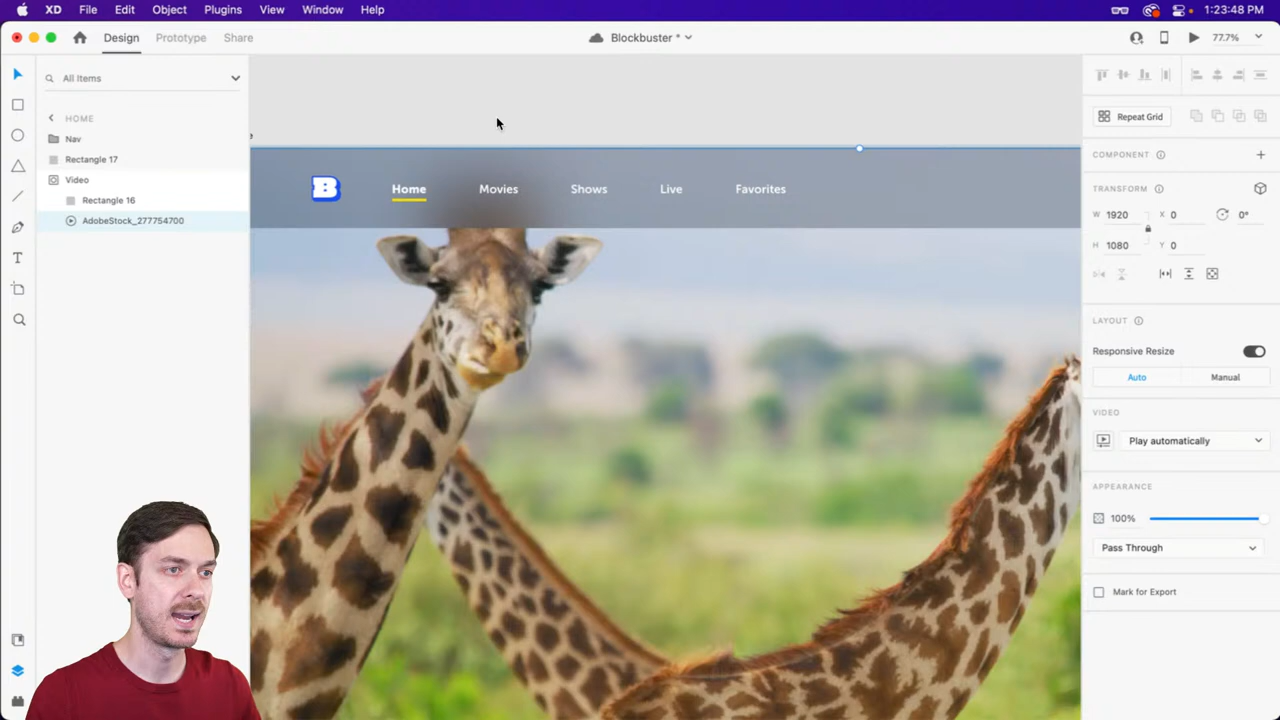 XD File Edit Object Plugins View Window Help 1:23:48 PM
Design Prototype Share Blockbuster * 77.7%
All Items
HOME
Nav
Rectangle 17
Video
Rectangle 16
AdobeStock_277754700
T
e
B Home Movies Shows Live Favorites
Repeat Grid
COMPONENT
TRANSFORM
W 1920 X 0 0°
H 1080 Y 0
LAYOUT
Responsive Resize
Auto Manual
VIDEO
Play automatically
APPEARANCE
100%
Pass Through
Mark for Export